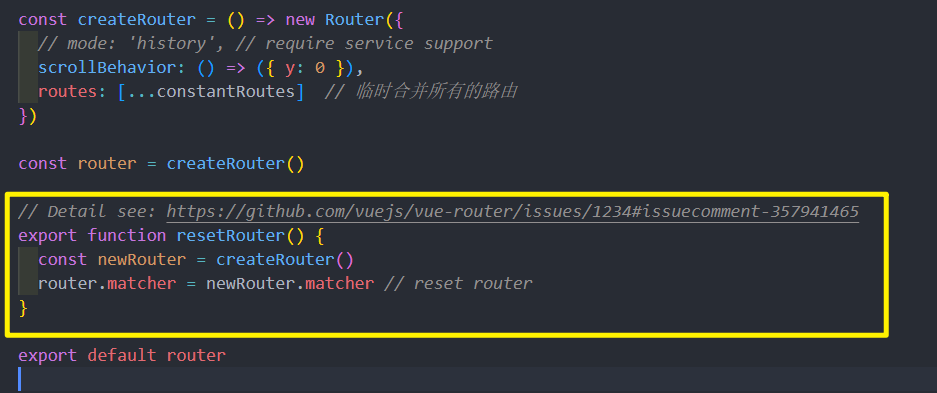 const createRouter = () => new Router({
  // mode: 'history', // require service support
  scrollBehavior: () => ({ y: 0 }),
  routes: [...constantRoutes]  // 临时合并所有的路由
})
const router = createRouter()
// Detail see: https://github.com/vuejs/vue-router/issues/1234#issuecomment-357941465
export function resetRouter() {
  const newRouter = createRouter()
  router.matcher = newRouter.matcher // reset router
}
export default router